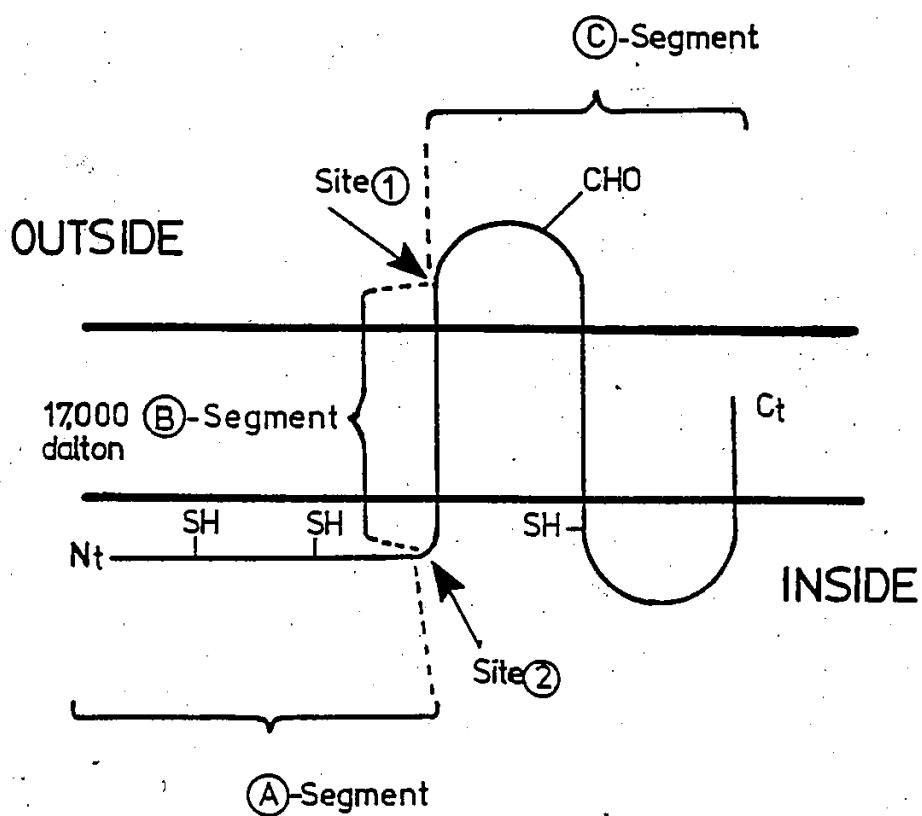 Ⓒ-Segment
Site①
CHO
OUTSIDE
17,000 Ⓑ-Segment
dalton
Ct
SH
SH
SH
Nt
INSIDE
Site②
Ⓐ-Segment